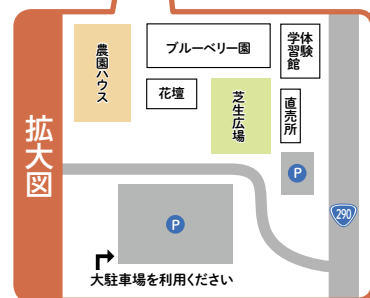 拡大図
農園ハウス
ブルーベリー園
体験
学習館
花壇
芝生広場
直売所
P
P
290
大駐車場を利用ください